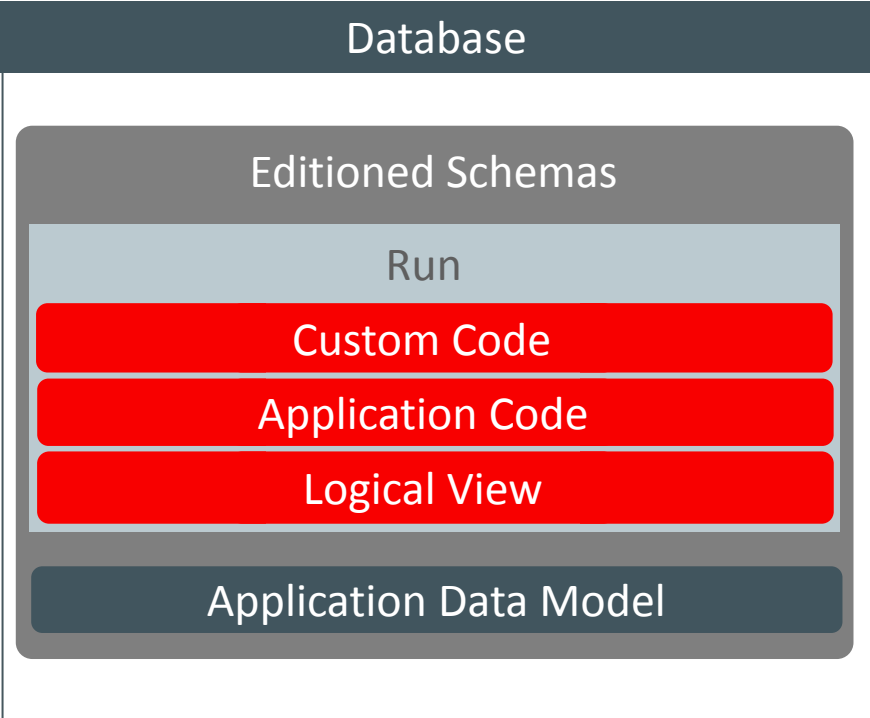 Database
Editioned Schemas
Run
Custom Code
Application Code
Logical View
Application Data Model